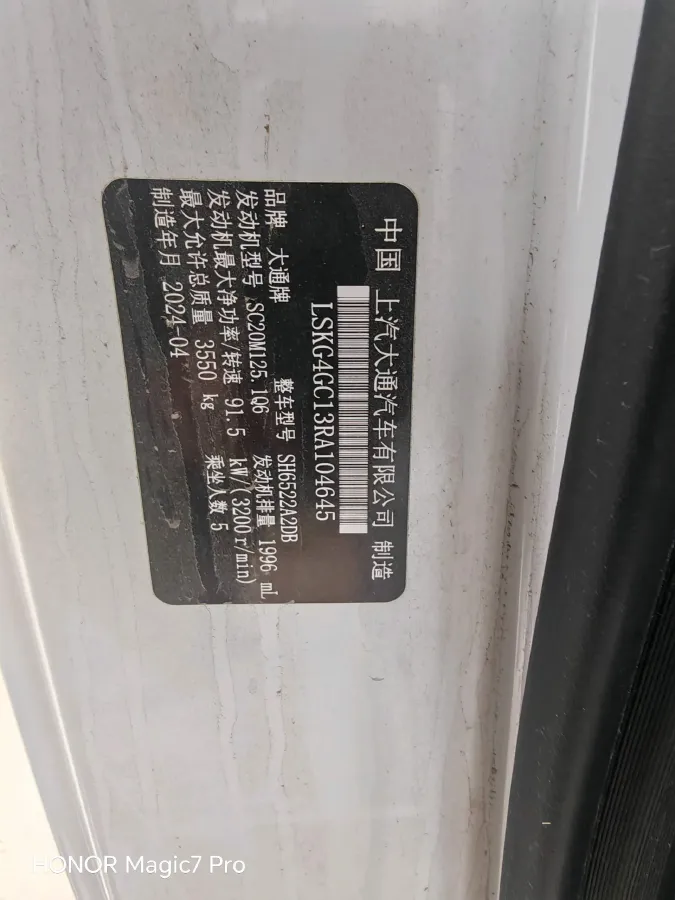 中国 上汽大通汽车有限公司 制造
LSKG4GC13RA104645
品牌 大通牌 整车型号 SH6522A2DB
发动机型号 SC20M125.1Q6 发动机排量 1996 mL
发动机最大净功率/转速 91.5 kW/(3200r/min)
最大允许总质量 3550 kg 乘坐人数 5
制造年月 2024-04
HONOR Magic7 Pro